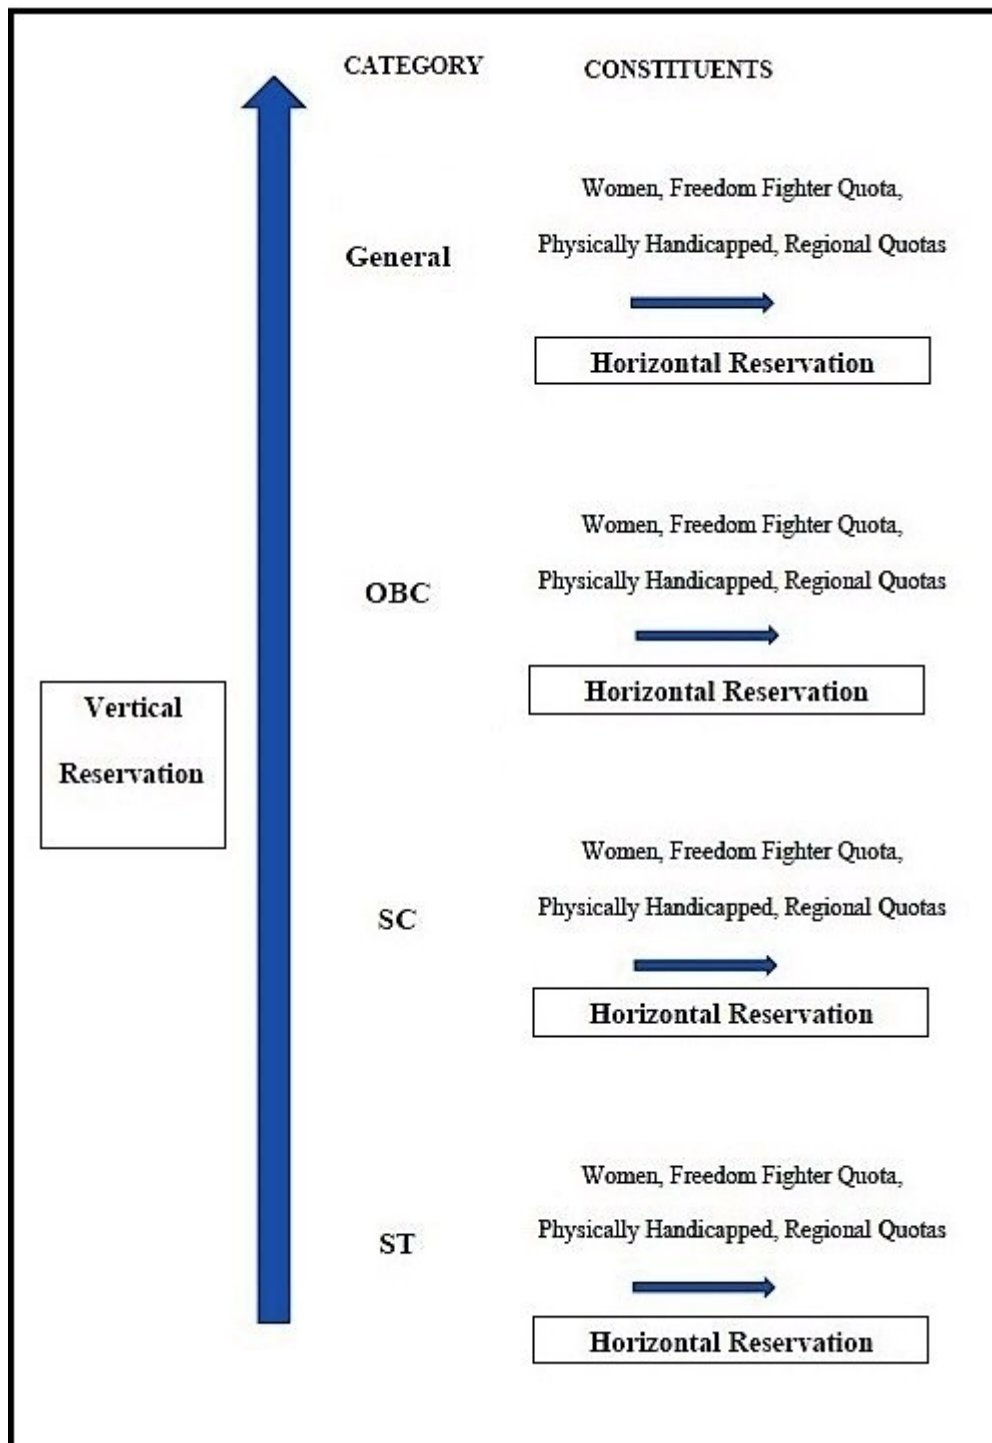 CATEGORY
CONSTITUENTS
Women, Freedom Fighter Quota,
General
Physically Handicapped, Regional Quotas
Horizontal Reservation
Women, Freedom Fighter Quota,
OBC
Physically Handicapped, Regional Quotas
Horizontal Reservation
Vertical
Reservation
Women, Freedom Fighter Quota,
SC
Physically Handicapped, Regional Quotas
Horizontal Reservation
Women, Freedom Fighter Quota,
ST
Physically Handicapped, Regional Quotas
Horizontal Reservation